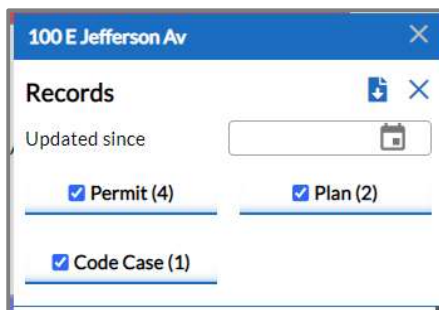 100 E Jefferson Av
Records
Updated since
Permit (4) Plan (2)
Code Case (1)